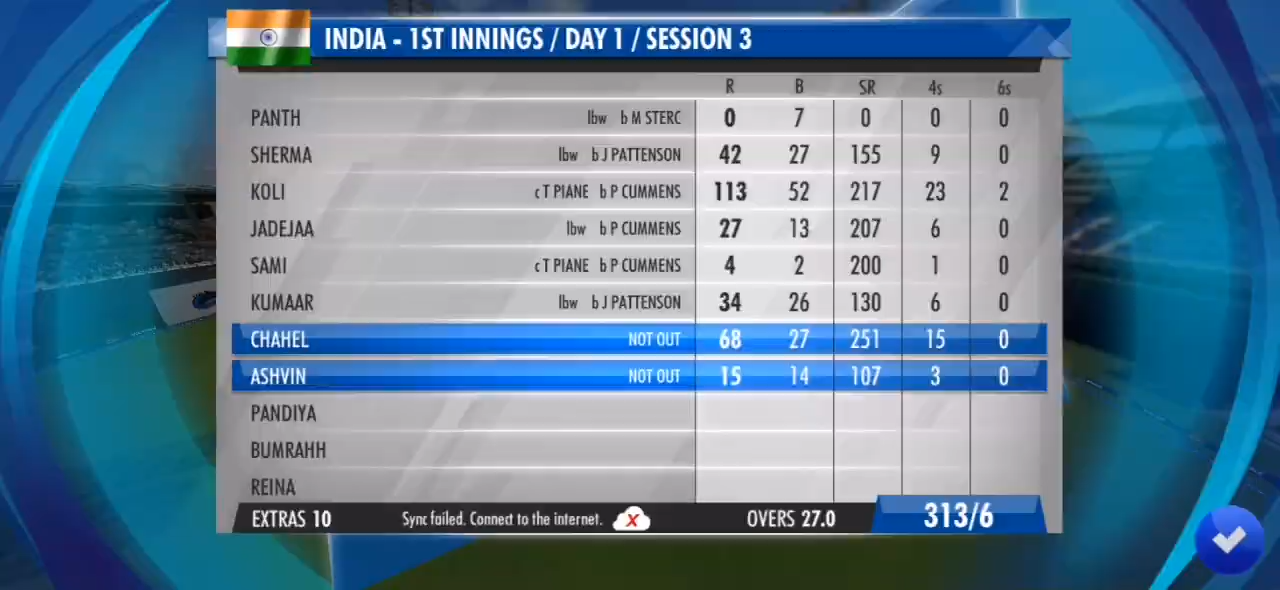 INDIA - 1ST INNINGS / DAY 1 / SESSION 3
R B SR 4s 6s
PANTH lbw b M STERC 0 7 0 0 0
SHERMA lbw b J PATTENSON 42 27 155 9 0
KOLI c T PIANE b P CUMMENS 113 52 217 23 2
JADEJAA lbw b P CUMMENS 27 13 207 6 0
SAMI c T PIANE b P CUMMENS 4 2 200 1 0
KUMAAR lbw b J PATTENSON 34 26 130 6 0
CHAHEL NOT OUT 68 27 251 15 0
ASHVIN NOT OUT 15 14 107 3 0
PANDIYA
BUMRAHH
REINA
EXTRAS 10 Sync failed. Connect to the internet. X OVERS 27.0 313/6